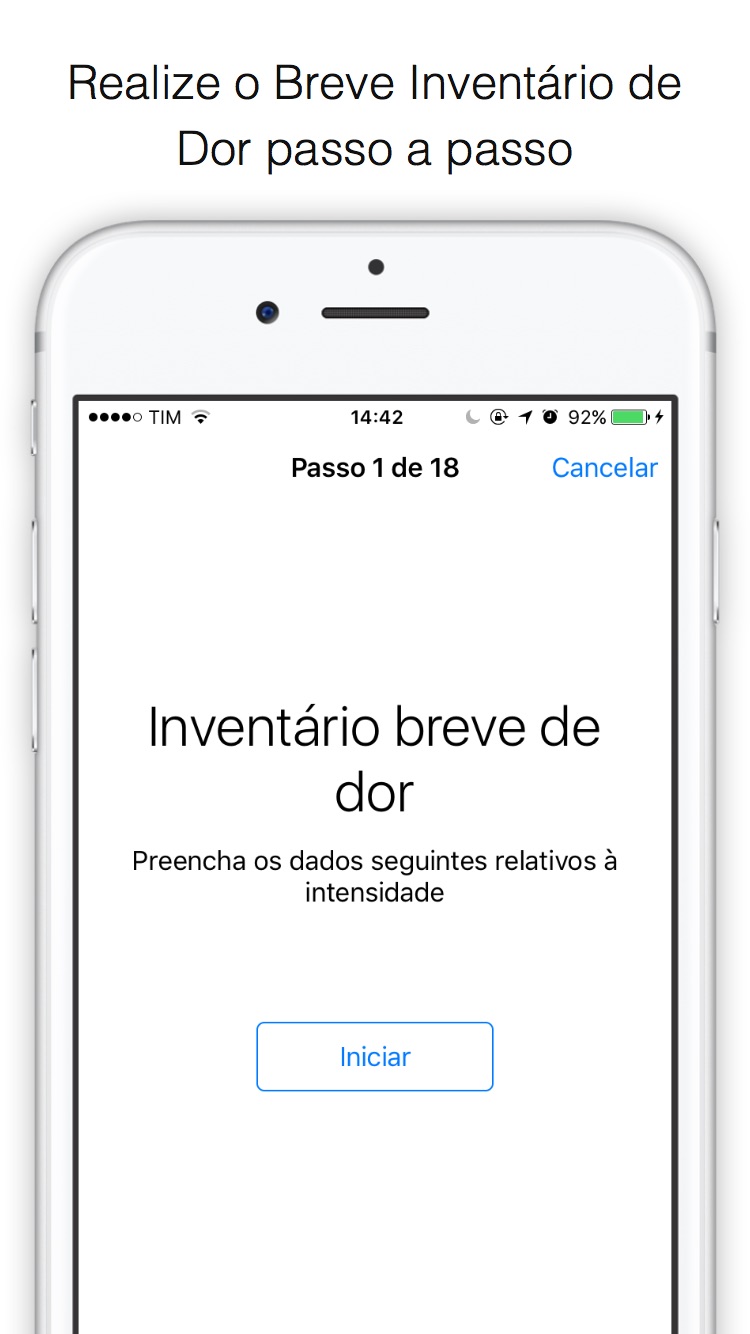 Realize o Breve Inventário de
Dor passo a passo
TIM 14:42 92%
Passo 1 de 18 Cancelar
Inventário breve de
dor
Preencha os dados seguintes relativos à
intensidade
Iniciar